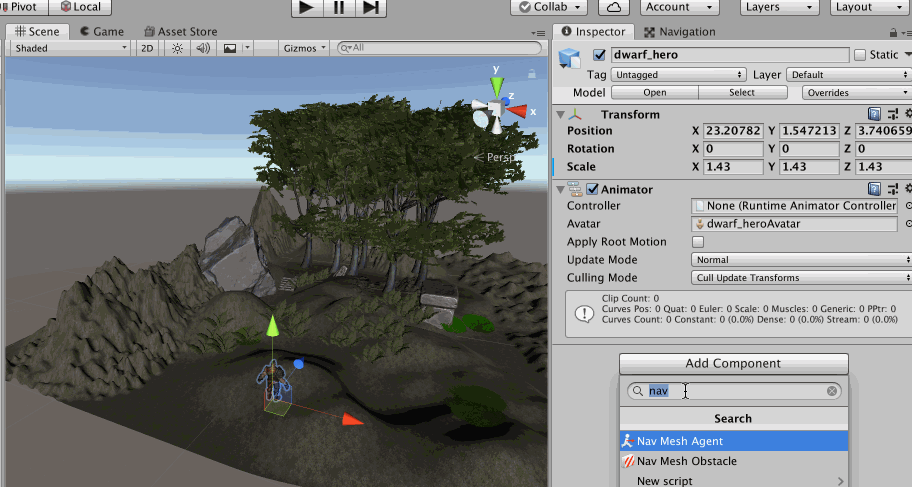 Pivot Local Collab Account Layers Layout
Scene Game Asset Store
Shaded 2D Gizmos All
y
z
x
Persp
Inspector Navigation
dwarf_hero Static
Tag Untagged Layer Default
Model Open Select Overrides
Transform
Position X 23.20782 Y 1.547213 Z 3.740659
Rotation X 0 Y 0 Z 0
Scale X 1.43 Y 1.43 Z 1.43
Animator
Controller None (Runtime Animator Controller
Avatar dwarf_heroAvatar
Apply Root Motion
Update Mode Normal
Culling Mode Cull Update Transforms
Clip Count: 0
Curves Pos: 0 Quat: 0 Euler: 0 Scale: 0 Muscles: 0 Generic: 0 PPtr: 0
Curves Count: 0 Constant: 0 (0.0%) Dense: 0 (0.0%) Stream: 0 (0.0%)
Add Component
nav
Search
Nav Mesh Agent
Nav Mesh Obstacle
New script